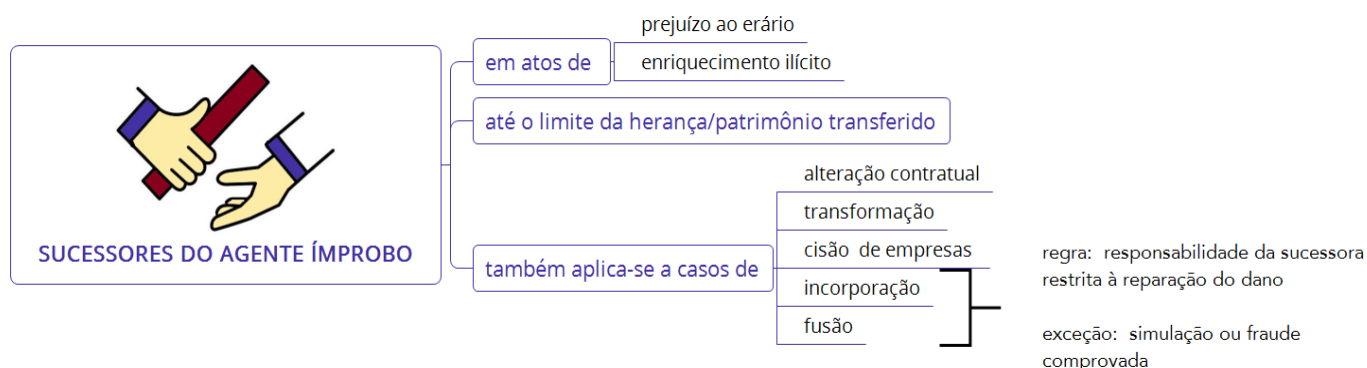 SUCESSORES DO AGENTE ÍMPROBO
em atos de
prejuízo ao erário
enriquecimento ilícito
até o limite da herança/patrimônio transferido
também aplica-se a casos de
alteração contratual
transformação
cisão de empresas
incorporação
fusão
regra: responsabilidade da sucessora
restrita à reparação do dano
exceção: simulação ou fraude
comprovada